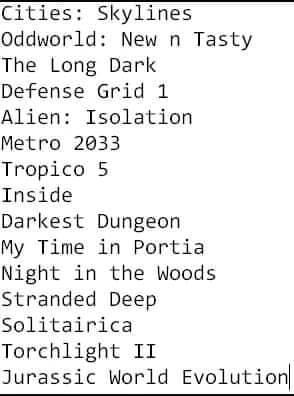 Cities: Skylines
Oddworld: New n Tasty
The Long Dark
Defense Grid 1
Alien: Isolation
Metro 2033
Tropico 5
Inside
Darkest Dungeon
My Time in Portia
Night in the Woods
Stranded Deep
Solitairica
Torchlight II
Jurassic World Evolution